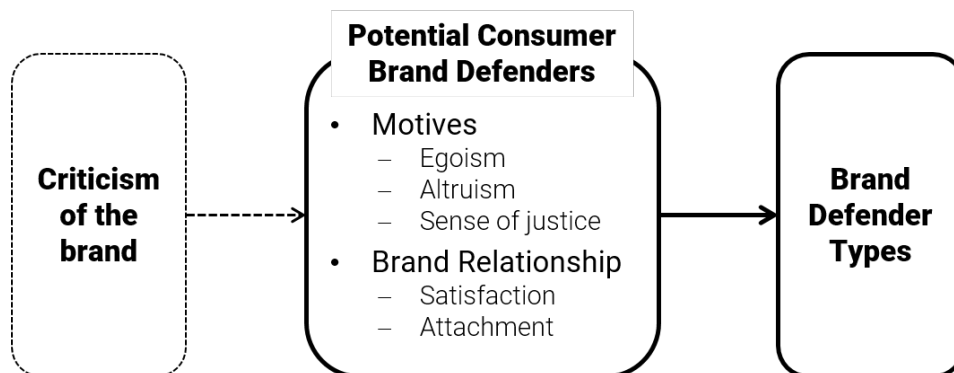 Criticism
of the
brand
Potential Consumer
Brand Defenders
• Motives
– Egoism
– Altruism
– Sense of justice
• Brand Relationship
– Satisfaction
– Attachment
Brand
Defender
Types